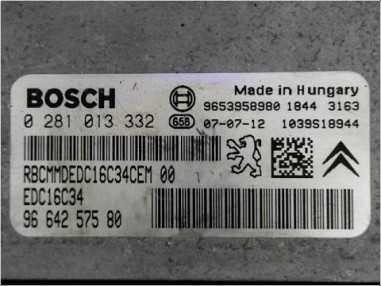 BOSCH
Made in Hungary
9653958980 1844 3163
0 281 013 332
65B
07-07-12 1039S18944
RBCMMDEDC16C34CEM 00
EDC16C34
96 642 575 80